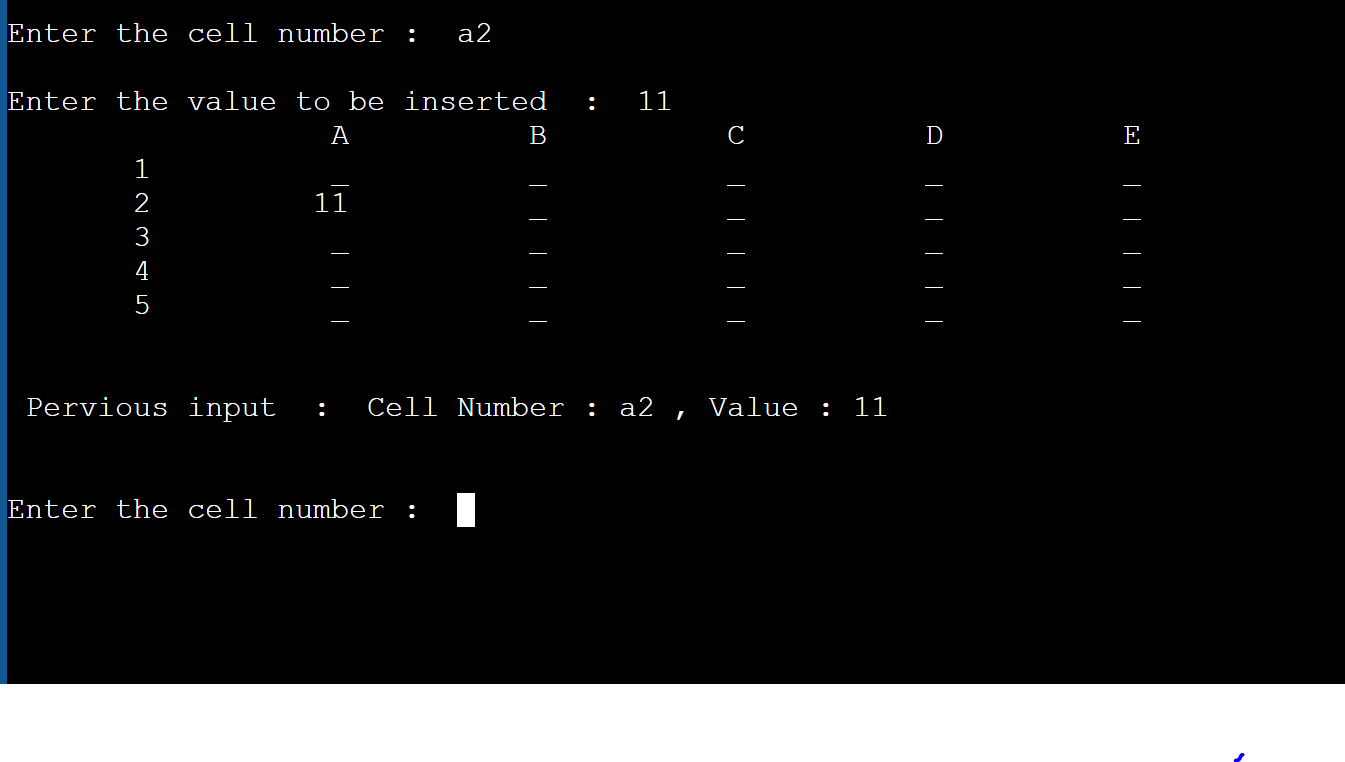 Enter the cell number :  a2
Enter the value to be inserted  :  11
A B C D E
1 _ _ _ _ _
2 11 _ _ _ _
3 _ _ _ _ _
4 _ _ _ _ _
5 _ _ _ _ _
Pervious input  :  Cell Number : a2 , Value : 11
Enter the cell number :